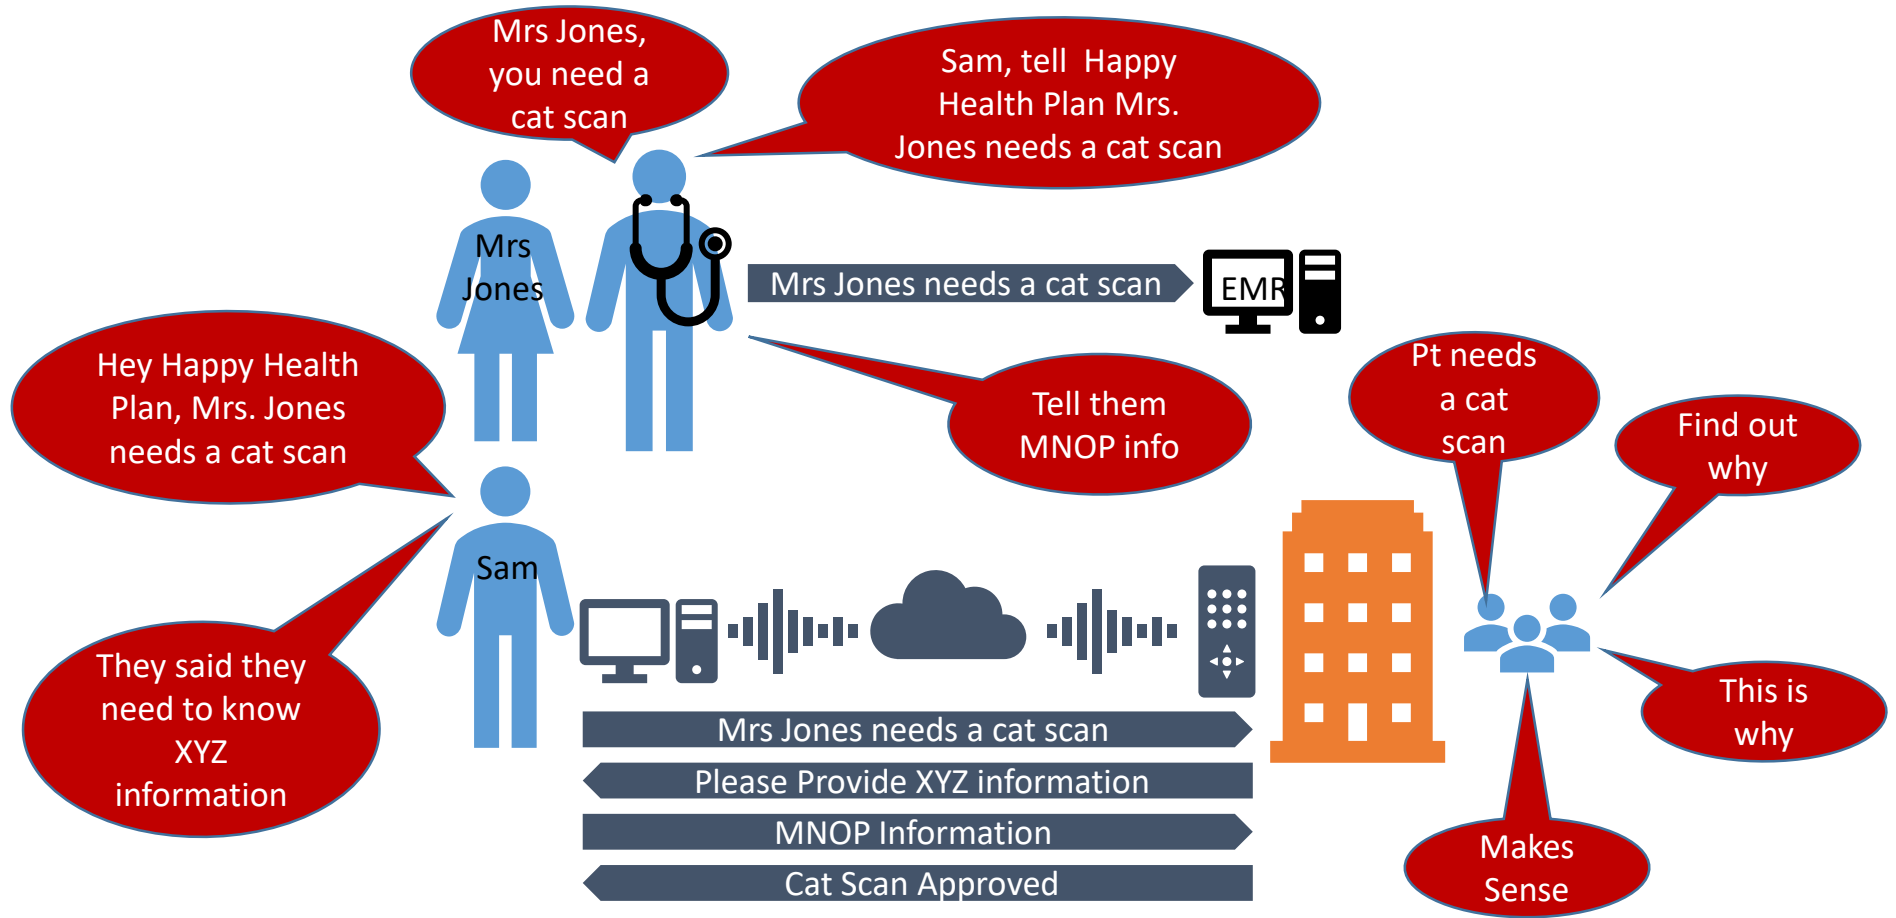 Mrs Jones,
you need a
cat scan
Sam, tell Happy
Health Plan Mrs.
Jones needs a cat scan
Mrs
Jones
Mrs Jones needs a cat scan
EMR
Hey Happy Health
Plan, Mrs. Jones
needs a cat scan
Tell them
MNOP info
Pt needs
a cat
scan
Find out
why
Sam
They said they
need to know
XYZ
information
This is
why
Mrs Jones needs a cat scan
Please Provide XYZ information
MNOP Information
Cat Scan Approved
Makes
Sense